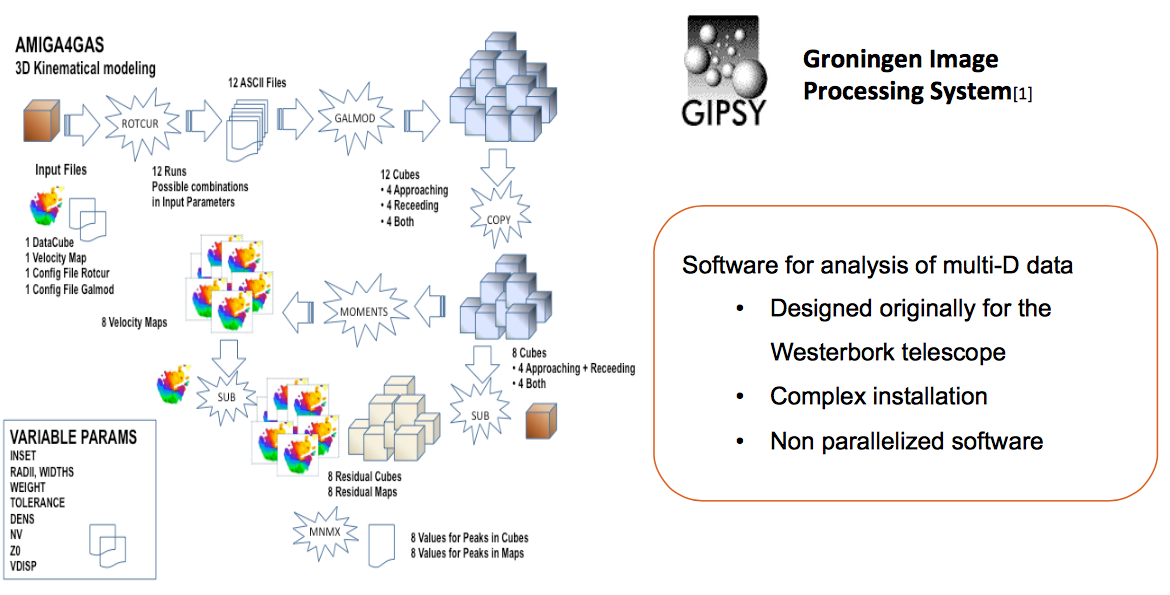 AMIGA4GAS
3D Kinematical modeling
12 ASCII Files
ROTCUR
GALMOD
Input Files
12 Runs
Possible combinations
in Input Parameters
12 Cubes
• 4 Approaching
• 4 Receeding
• 4 Both
COPY
1 DataCube
1 Velocity Map
1 Config File Rotcur
1 Config File Galmod
8 Velocity Maps
MOMENTS
8 Cubes
• 4 Approaching + Receeding
• 4 Both
SUB
SUB
8 Residual Cubes
8 Residual Maps
MNMX
8 Values for Peaks in Cubes
8 Values for Peaks in Maps
VARIABLE PARAMS
INSET
RADII, WIDTHS
WEIGHT
TOLERANCE
DENS
NV
Z0
VDISP
GIPSY
Groningen Image
Processing System[1]
Software for analysis of multi-D data
• Designed originally for the
Westerbork telescope
• Complex installation
• Non parallelized software